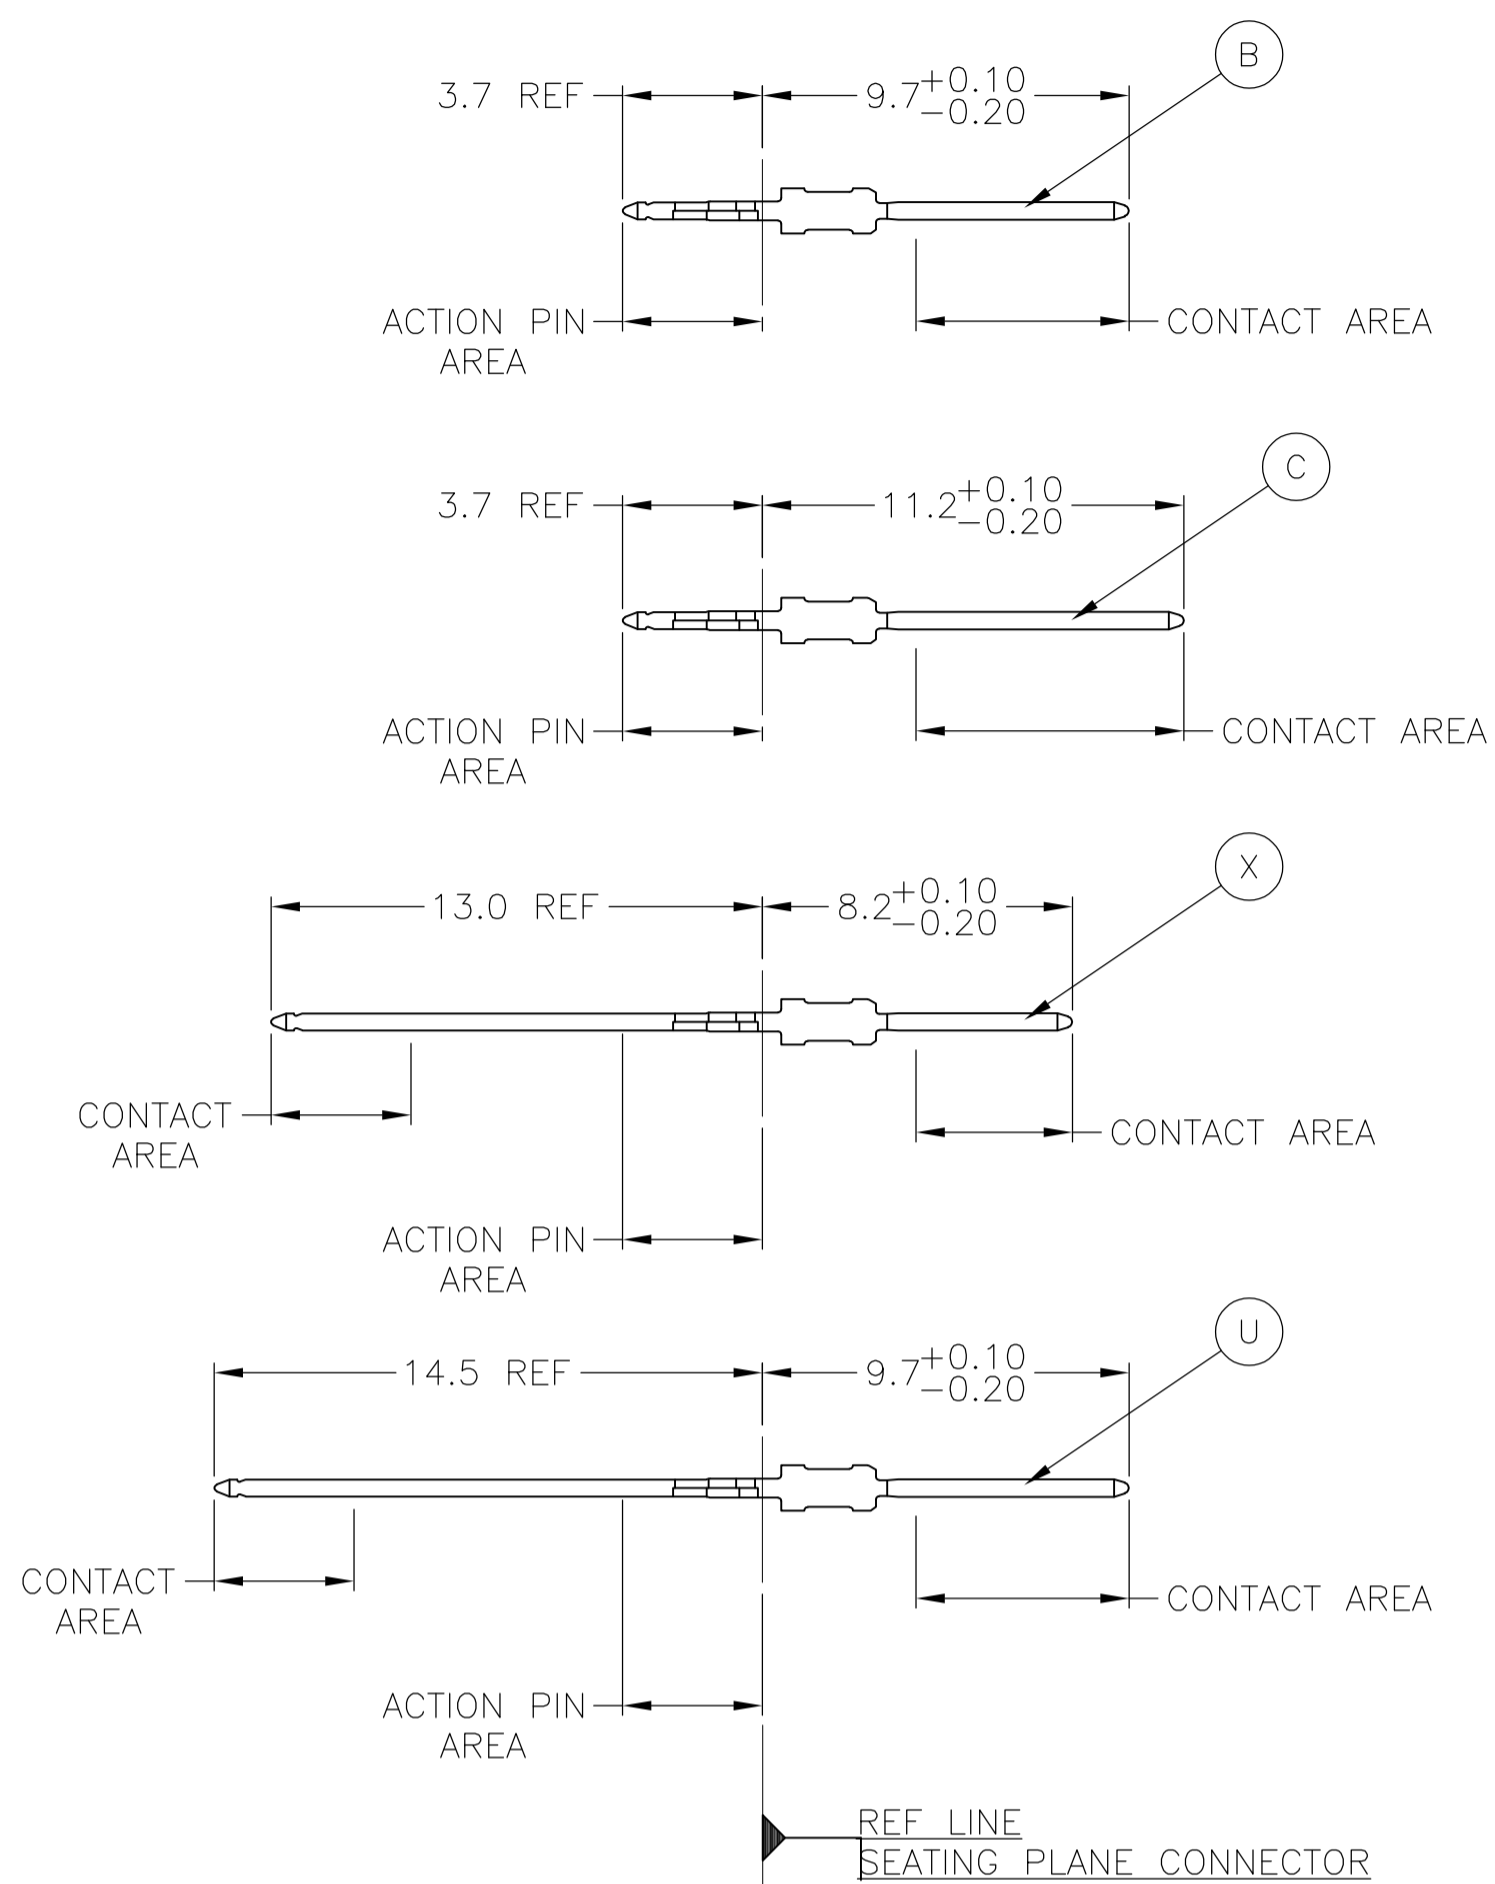 B
3.7 REF
9.7 +0.10
-0.20
ACTION PIN
AREA
CONTACT AREA
C
3.7 REF
11.2 +0.10
-0.20
ACTION PIN
AREA
CONTACT AREA
X
13.0 REF
8.2 +0.10
-0.20
CONTACT
AREA
CONTACT AREA
ACTION PIN
AREA
U
14.5 REF
9.7 +0.10
-0.20
CONTACT
AREA
CONTACT AREA
ACTION PIN
AREA
REF LINE
SEATING PLANE CONNECTOR